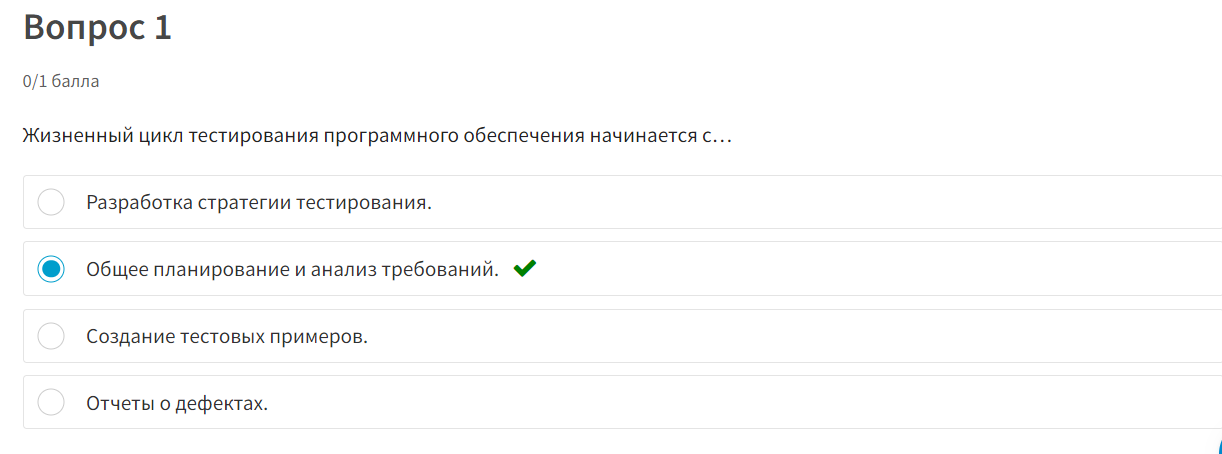 Вопрос 1
0/1 балла
Жизненный цикл тестирования программного обеспечения начинается с…
Разработка стратегии тестирования.
Общее планирование и анализ требований.
Создание тестовых примеров.
Отчеты о дефектах.